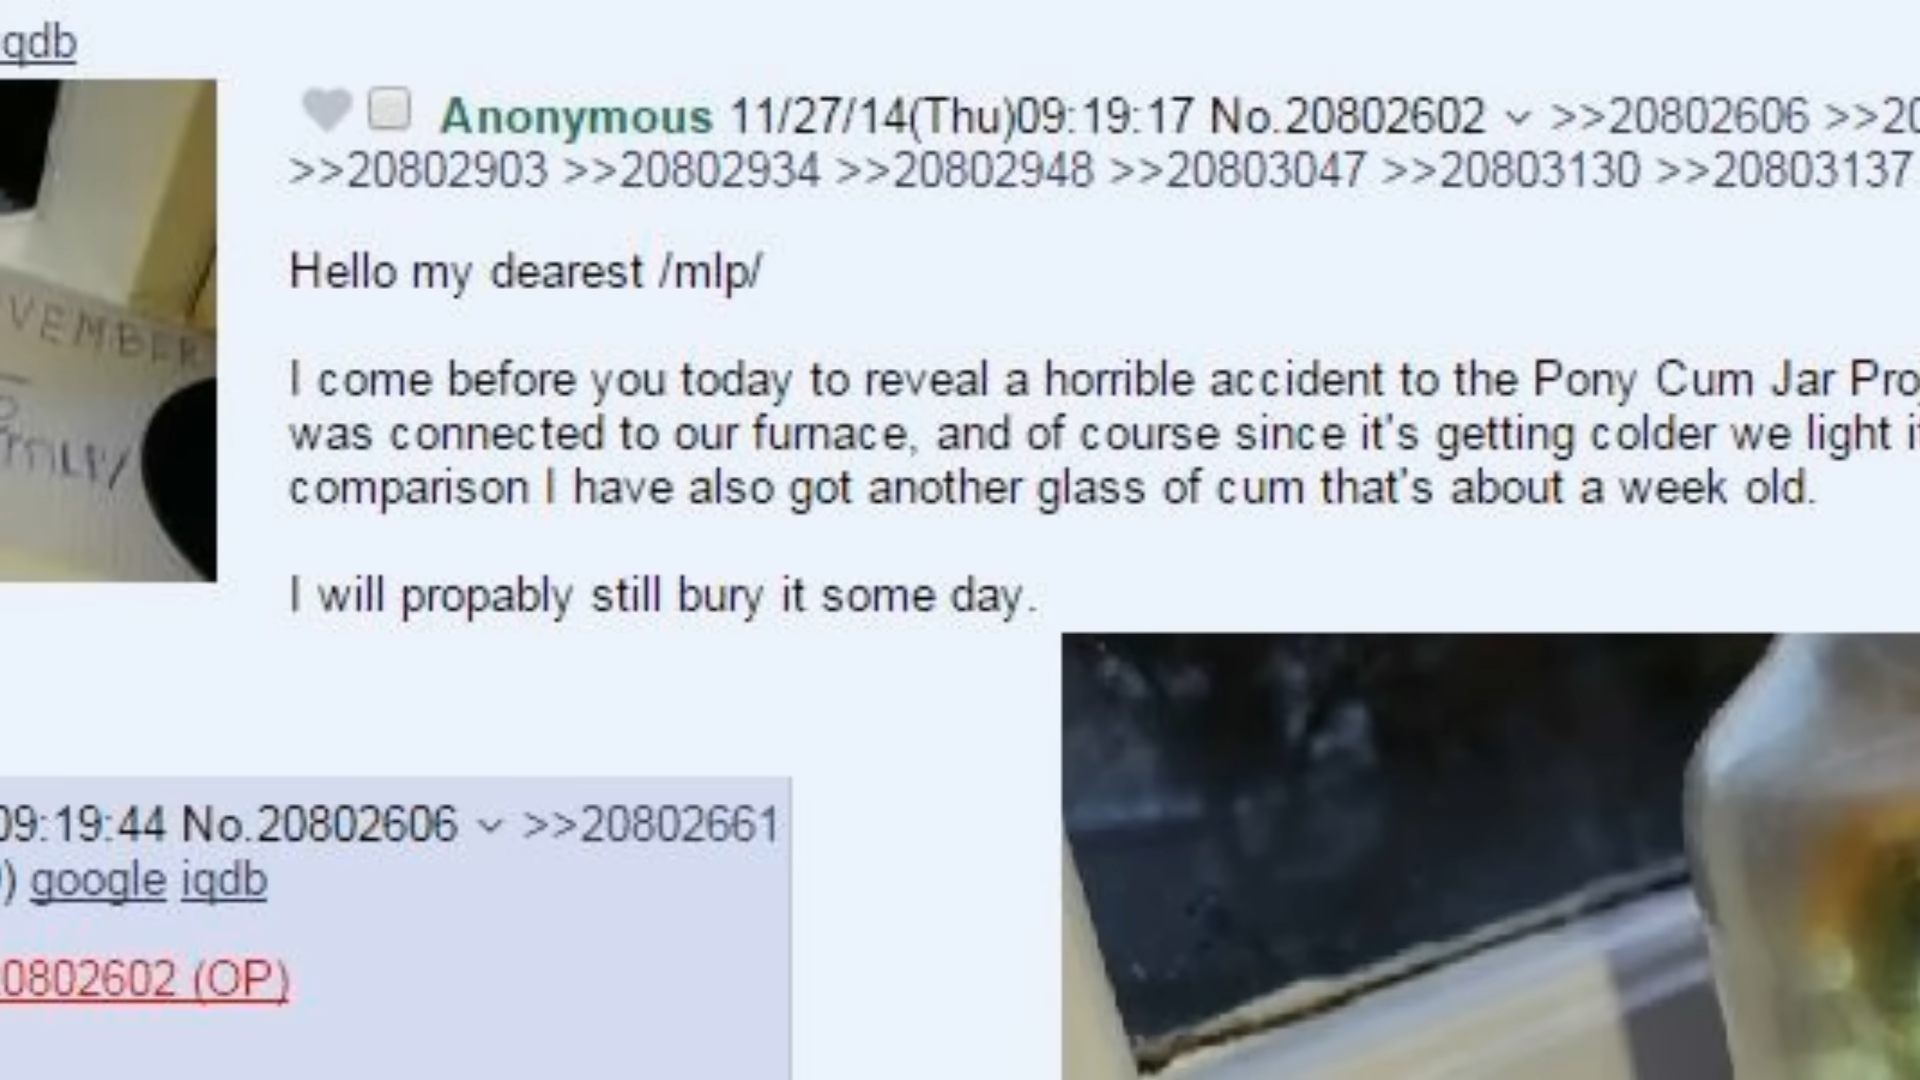 qdb
Anonymous 11/27/14(Thu)09:19:17 No.20802602 >>20802606 >>20
>>20802903 >>20802934 >>20802948 >>20803047 >>20803130 >>20803137
Hello my dearest /mlp/
I come before you today to reveal a horrible accident to the Pony Cum Jar Pro
was connected to our furnace, and of course since it's getting colder we light i
comparison I have also got another glass of cum that's about a week old.
I will propably still bury it some day.
VEMBER
09:19:44 No.20802606 >>20802661
) google iqdb
0802602 (OP)